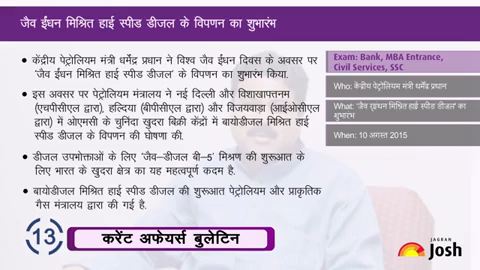 जैव ईंधन मिश्रित हाई स्पीड डीजल के विपणन का शुभारंभ
• केंद्रीय पेट्रोलियम मंत्री धर्मेंद्र प्रधान ने विश्व जैव ईंधन दिवस के अवसर पर
'जैव ईंधन मिश्रित हाई स्पीड डीजल' के विपणन का शुभारंभ किया.
• इस अवसर पर पेट्रोलियम मंत्रालय ने नई दिल्ली और विशाखापत्तनम
(एचपीसीएल द्वारा), हल्दिया (बीपीसीएल द्वारा) और विजयवाड़ा (आईओसीएल
द्वारा) में ओएमसी के चुनिंदा खुदरा बिक्री केंद्रों में बायोडीजल मिश्रित हाई
स्पीड डीजल के विपणन की घोषणा की.
• डीजल उपभोक्ताओं के लिए 'जैव–डीजल बी–5' मिश्रण की शुरूआत के
लिए भारत के खुदरा क्षेत्र का यह महत्वपूर्ण कदम है.
• बायोडीजल मिश्रित हाई स्पीड डीजल की शुरूआत पेट्रोलियम और प्राकृतिक
गैस मंत्रालय द्वारा की गई है.
Exam: Bank, MBA Entrance,
Civil Services, SSC
Who: केंद्रीय पेट्रोलियम मंत्री धर्मेंद्र प्रधान
What: 'जैव इंधन मिश्रित हाई स्पीड डीजल' का
शुभारंभ
When: 10 अगस्त 2015
13 करेंट अफेयर्स बुलेटिन
JAGRAN
Josh